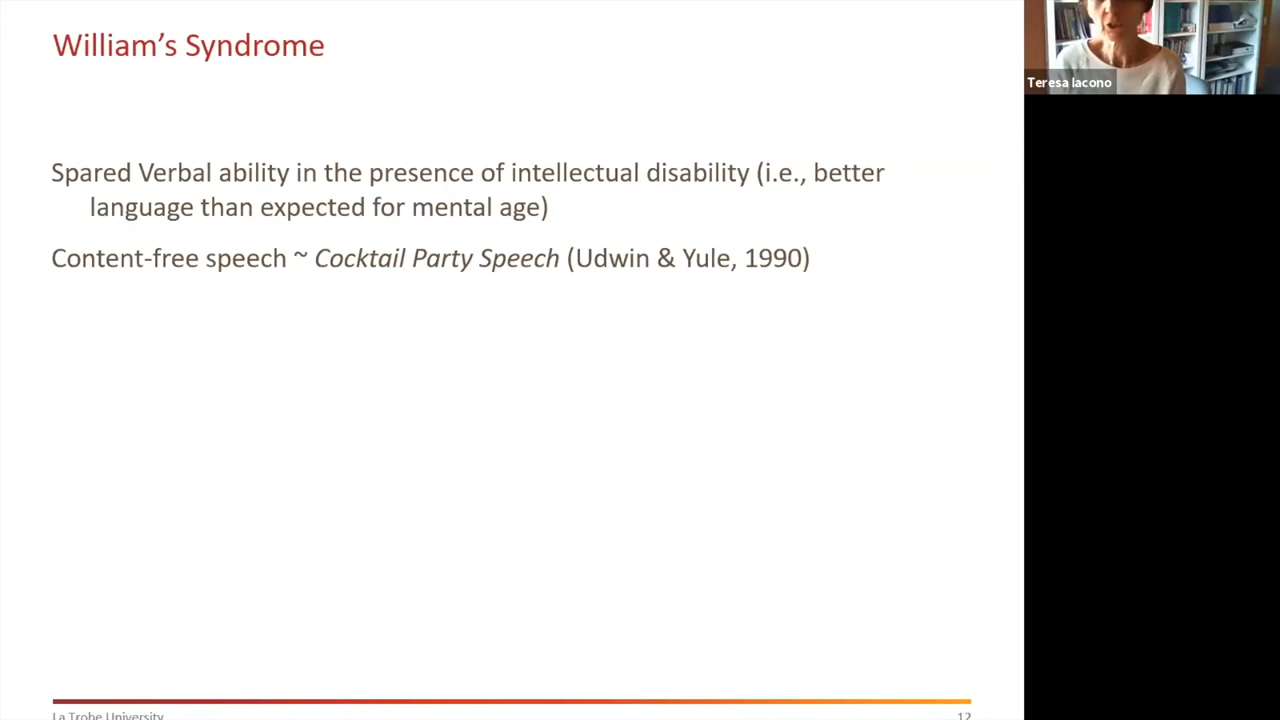 William’s Syndrome
Teresa Iacono
Spared Verbal ability in the presence of intellectual disability (i.e., better
language than expected for mental age)
Content-free speech ~ Cocktail Party Speech (Udwin & Yule, 1990)
La Trobe University
12